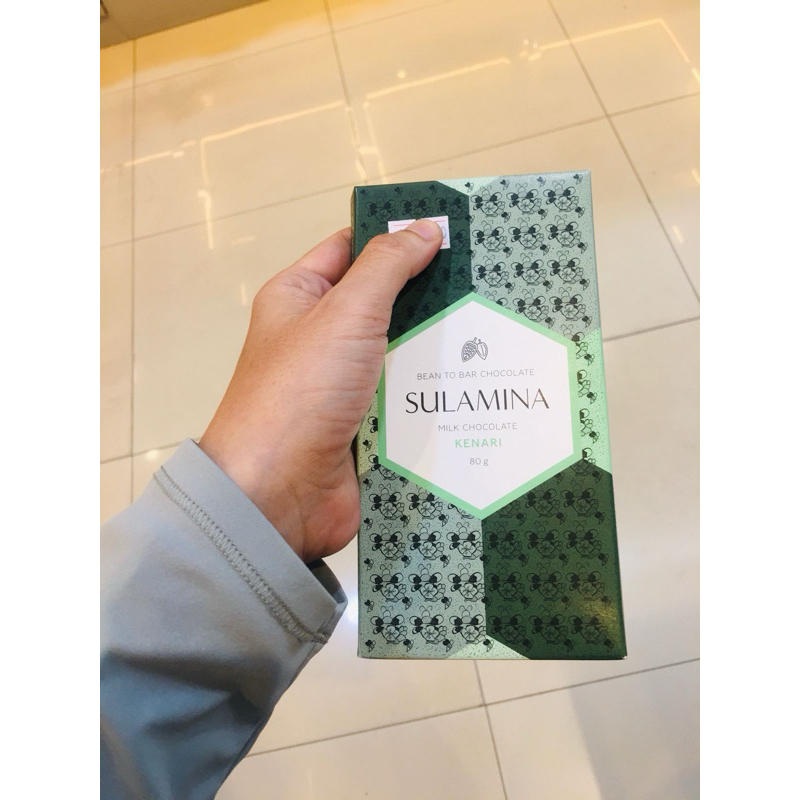 BEAN TO BAR CHOCOLATE
SULAMINA
MILK CHOCOLATE
KENARI
80 g